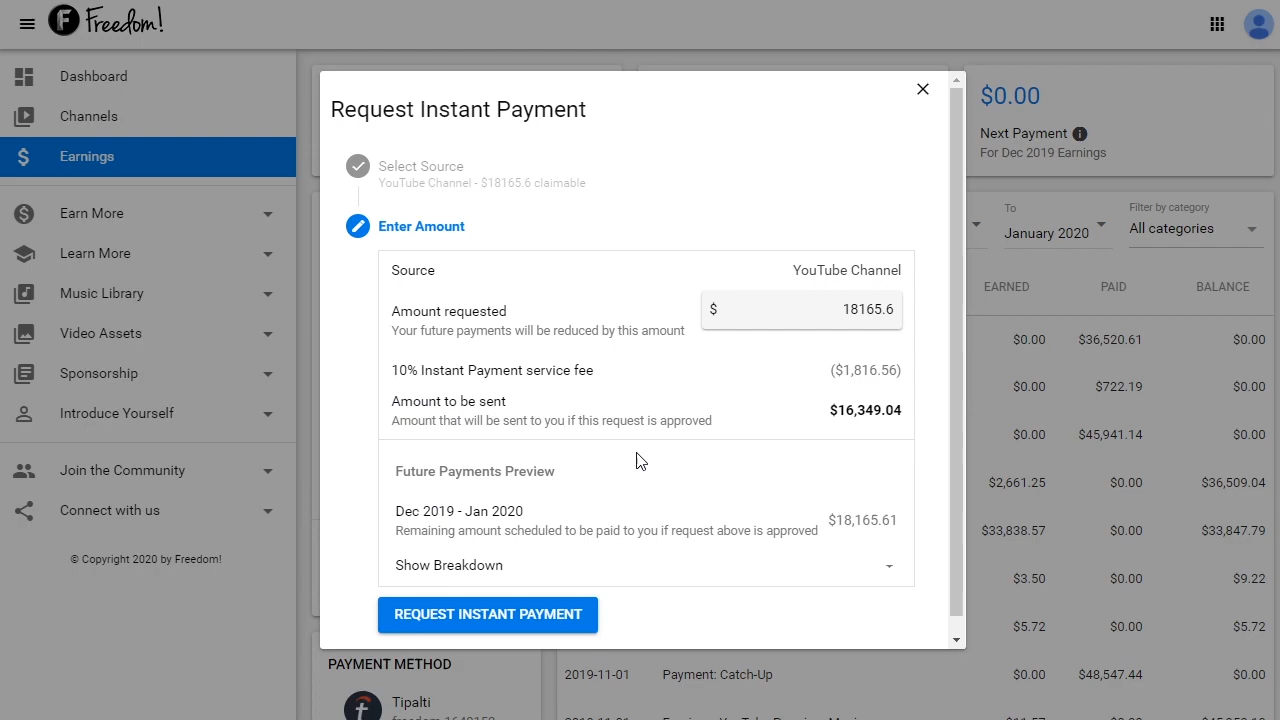 Freedom!
Dashboard
Channels
Earnings
Earn More
Learn More
Music Library
Video Assets
Sponsorship
Introduce Yourself
Join the Community
Connect with us
© Copyright 2020 by Freedom!
Request Instant Payment
Select Source
YouTube Channel - $18165.6 claimable
Enter Amount
Source YouTube Channel
Amount requested $ 18165.6
Your future payments will be reduced by this amount
10% Instant Payment service fee ($1,816.56)
Amount to be sent $16,349.04
Amount that will be sent to you if this request is approved
Future Payments Preview
Dec 2019 - Jan 2020 $18,165.61
Remaining amount scheduled to be paid to you if request above is approved
Show Breakdown
REQUEST INSTANT PAYMENT
$0.00
Next Payment
For Dec 2019 Earnings
To
January 2020
Filter by category
All categories
EARNED PAID BALANCE
$0.00 $36,520.61 $0.00
$0.00 $722.19 $0.00
$0.00 $45,941.14 $0.00
$2,661.25 $0.00 $36,509.04
$33,838.57 $0.00 $33,847.79
$3.50 $0.00 $9.22
$5.72 $0.00 $5.72
2019-11-01 Payment: Catch-Up $0.00 $48,547.44 $0.00
PAYMENT METHOD
Tipalti